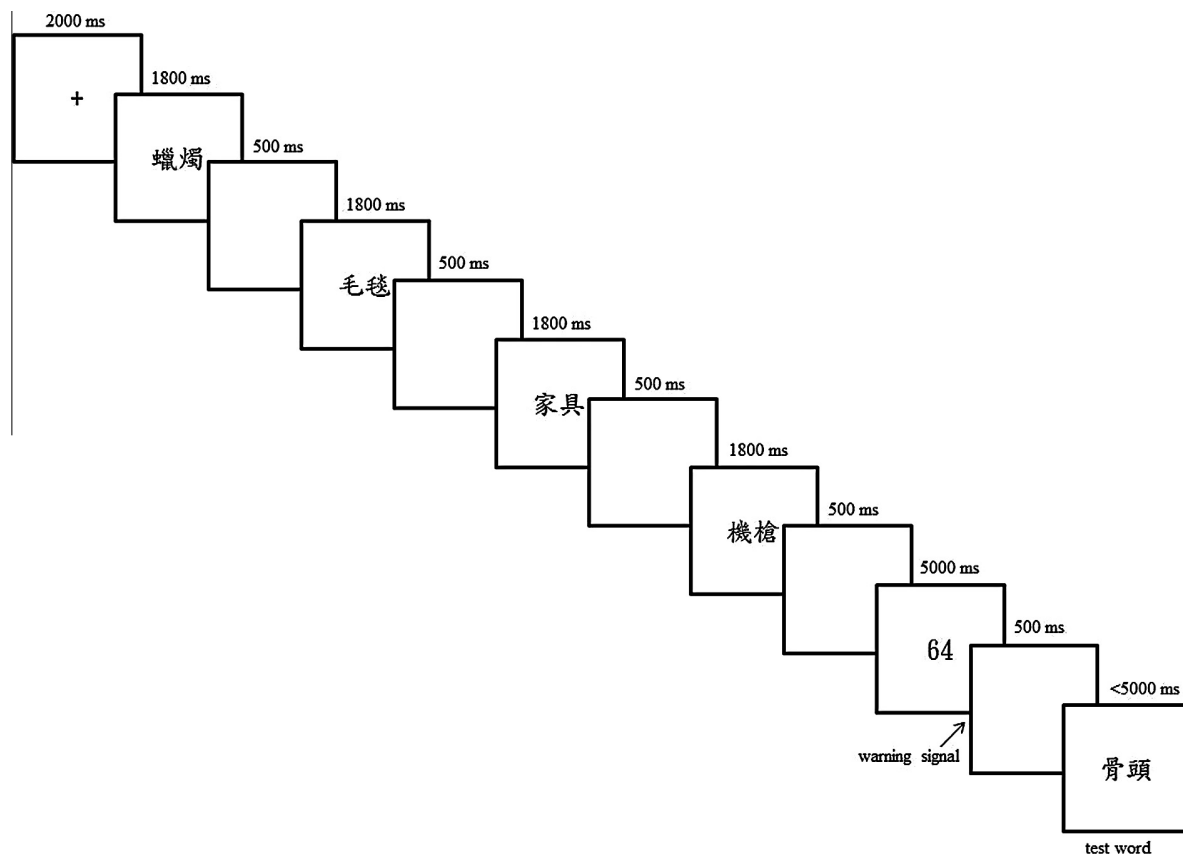 2000 ms
+
1800 ms
蠟燭
500 ms
1800 ms
毛毯
500 ms
1800 ms
家具
500 ms
1800 ms
機槍
500 ms
5000 ms
64
500 ms
warning signal
<5000 ms
骨頭
test word